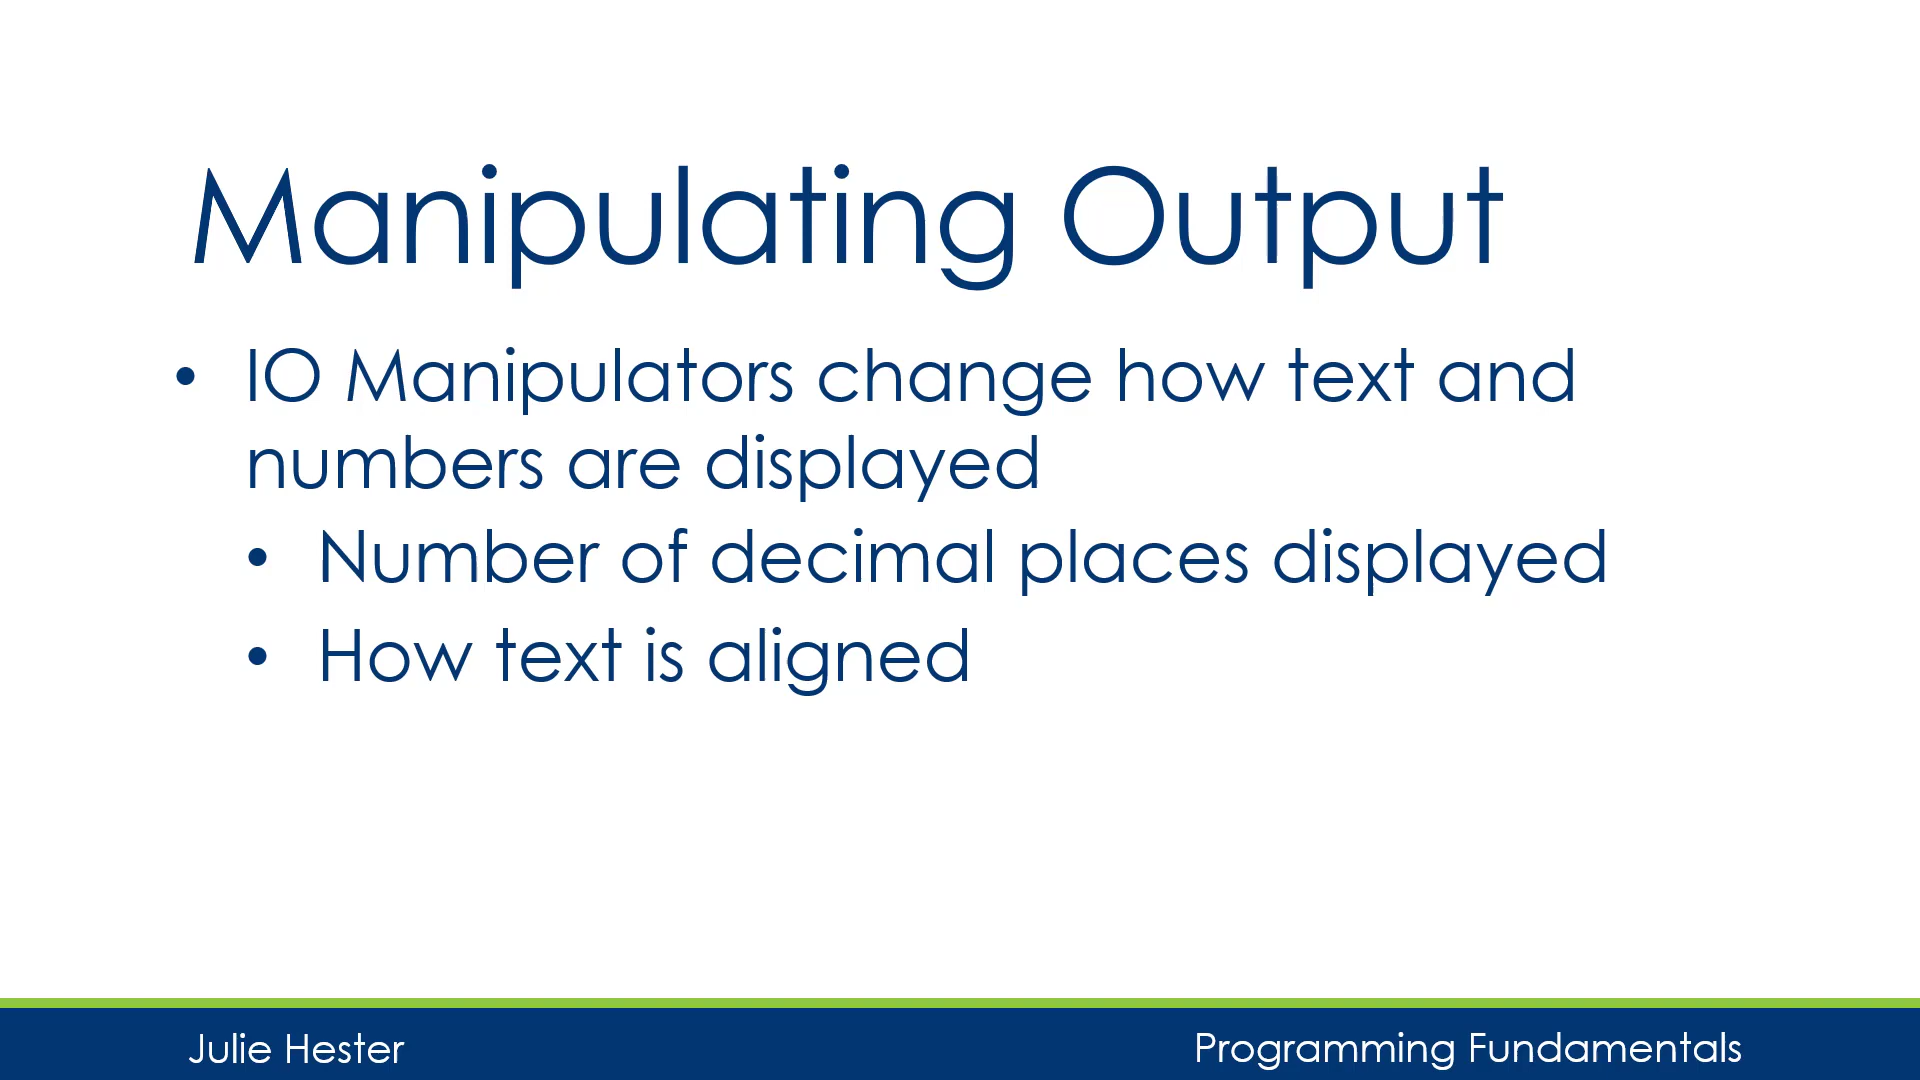 Manipulating Output
• IO Manipulators change how text and
numbers are displayed
• Number of decimal places displayed
• How text is aligned
Julie Hester
Programming Fundamentals